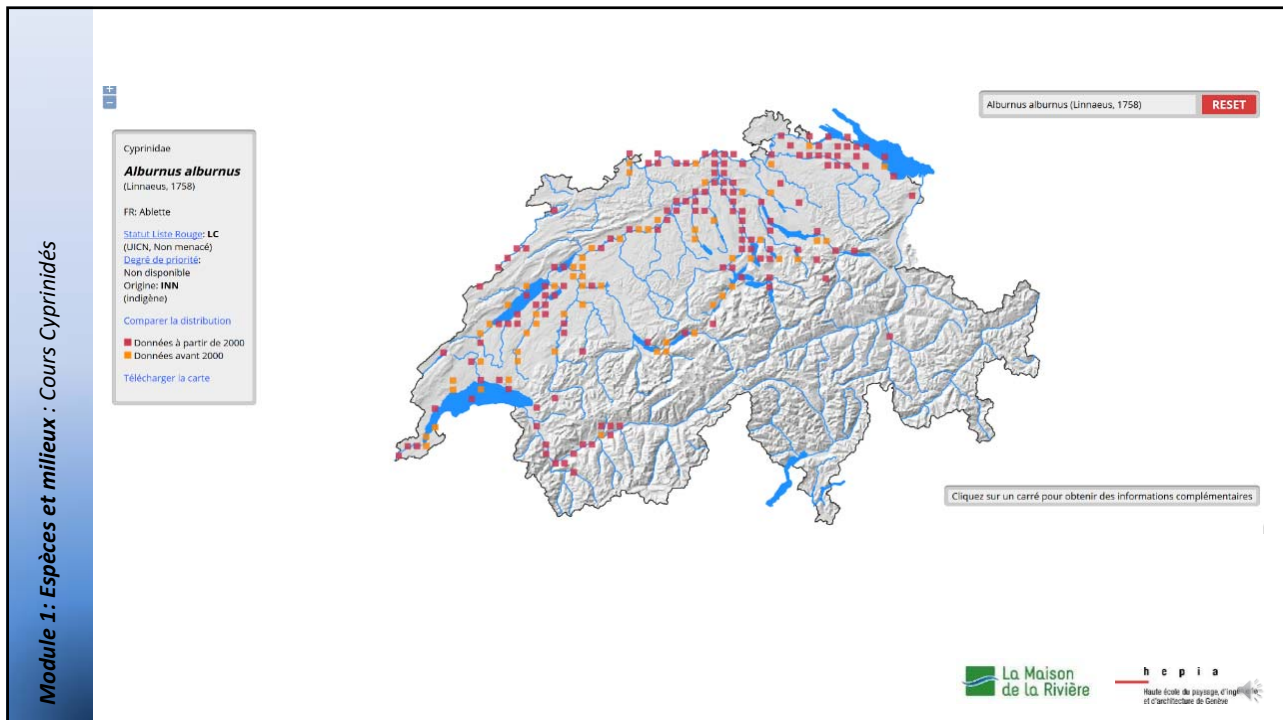 Module 1: Espèces et milieux : Cours Cyprinidés
+
−
Alburnus alburnus (Linnaeus, 1758)
RESET
Cyprinidae
Alburnus alburnus
(Linnaeus, 1758)
FR: Ablette
Statut Liste Rouge: LC
(UICN, Non menacé)
Degré de priorité:
Non disponible
Origine: INN
(indigène)
Comparer la distribution
Données à partir de 2000
Données avant 2000
Télécharger la carte
Cliquez sur un carré pour obtenir des informations complémentaires
La Maison
de la Rivière
h e p i a
Haute école du paysage, d'ing
et d'architecture de Genève